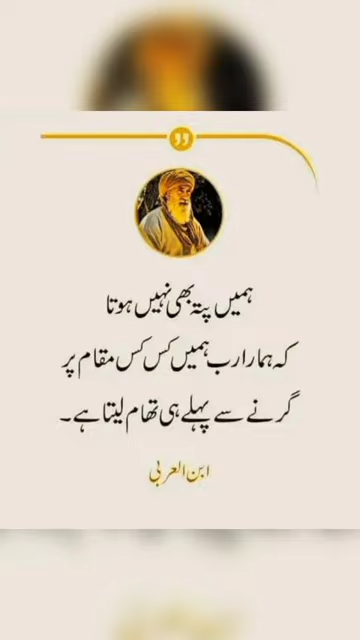 ہمیں پتہ بھی نہیں ہوتا
کہ ہمارا رب ہمیں کس کس مقام پر
گرنے سے پہلے ہی تھام لیتا ہے۔
ابن العربی